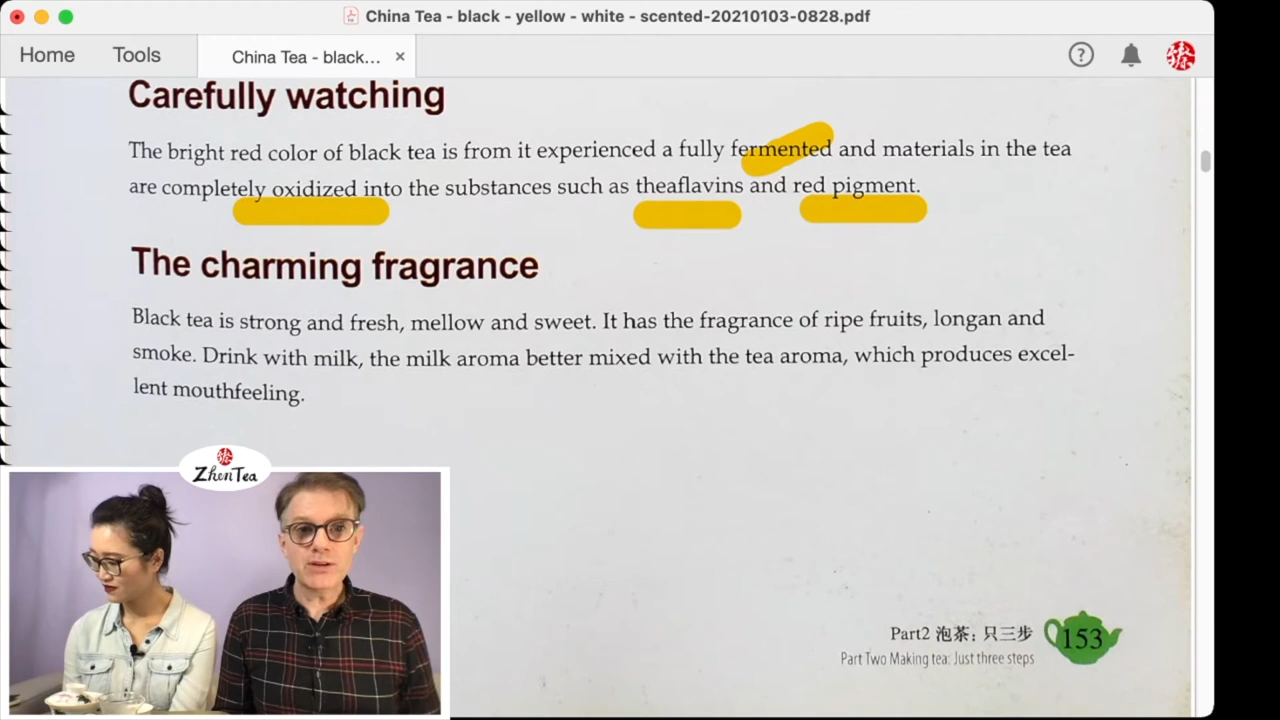 China Tea - black - yellow - white - scented-20210103-0828.pdf
Home
Tools
China Tea - black...
Carefully watching
The bright red color of black tea is from it experienced a fully fermented and materials in the tea
are completely oxidized into the substances such as theaflavins and red pigment.
The charming fragrance
Black tea is strong and fresh, mellow and sweet. It has the fragrance of ripe fruits, longan and
smoke. Drink with milk, the milk aroma better mixed with the tea aroma, which produces excel-
lent mouthfeeling.
ZhenTea
Part2 泡茶：只三步
153
Part Two Making tea: Just three steps